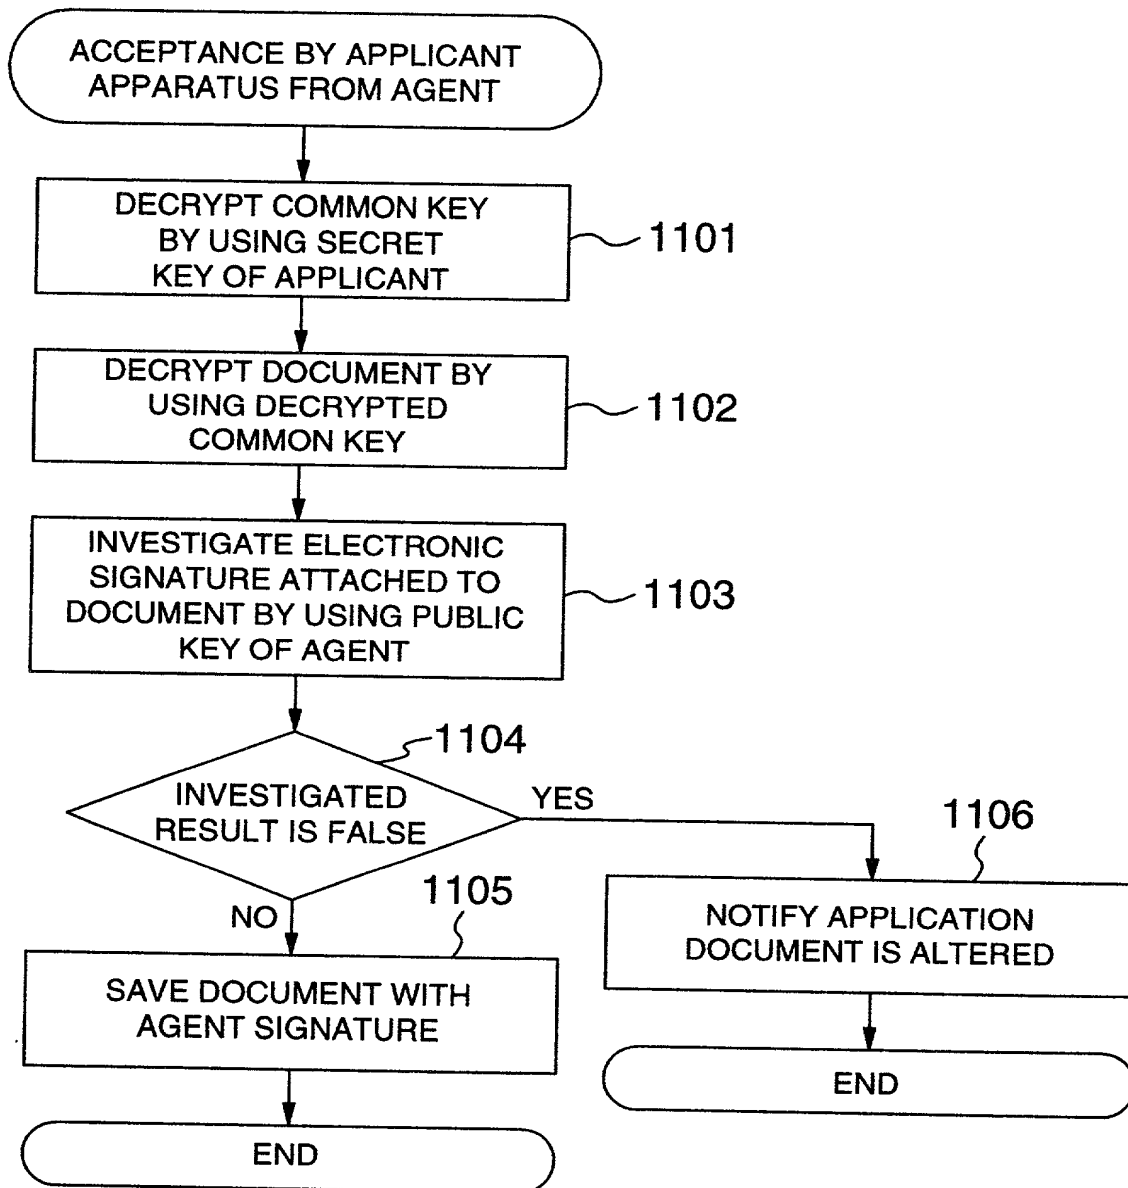 ACCEPTANCE BY APPLICANT
APPARATUS FROM AGENT
DECRYPT COMMON KEY
BY USING SECRET
KEY OF APPLICANT
1101
DECRYPT DOCUMENT BY
USING DECRYPTED
COMMON KEY
1102
INVESTIGATE ELECTRONIC
SIGNATURE ATTACHED TO
DOCUMENT BY USING PUBLIC
KEY OF AGENT
1103
1104
INVESTIGATED
RESULT IS FALSE
YES
NO
1105
SAVE DOCUMENT WITH
AGENT SIGNATURE
END
1106
NOTIFY APPLICATION
DOCUMENT IS ALTERED
END